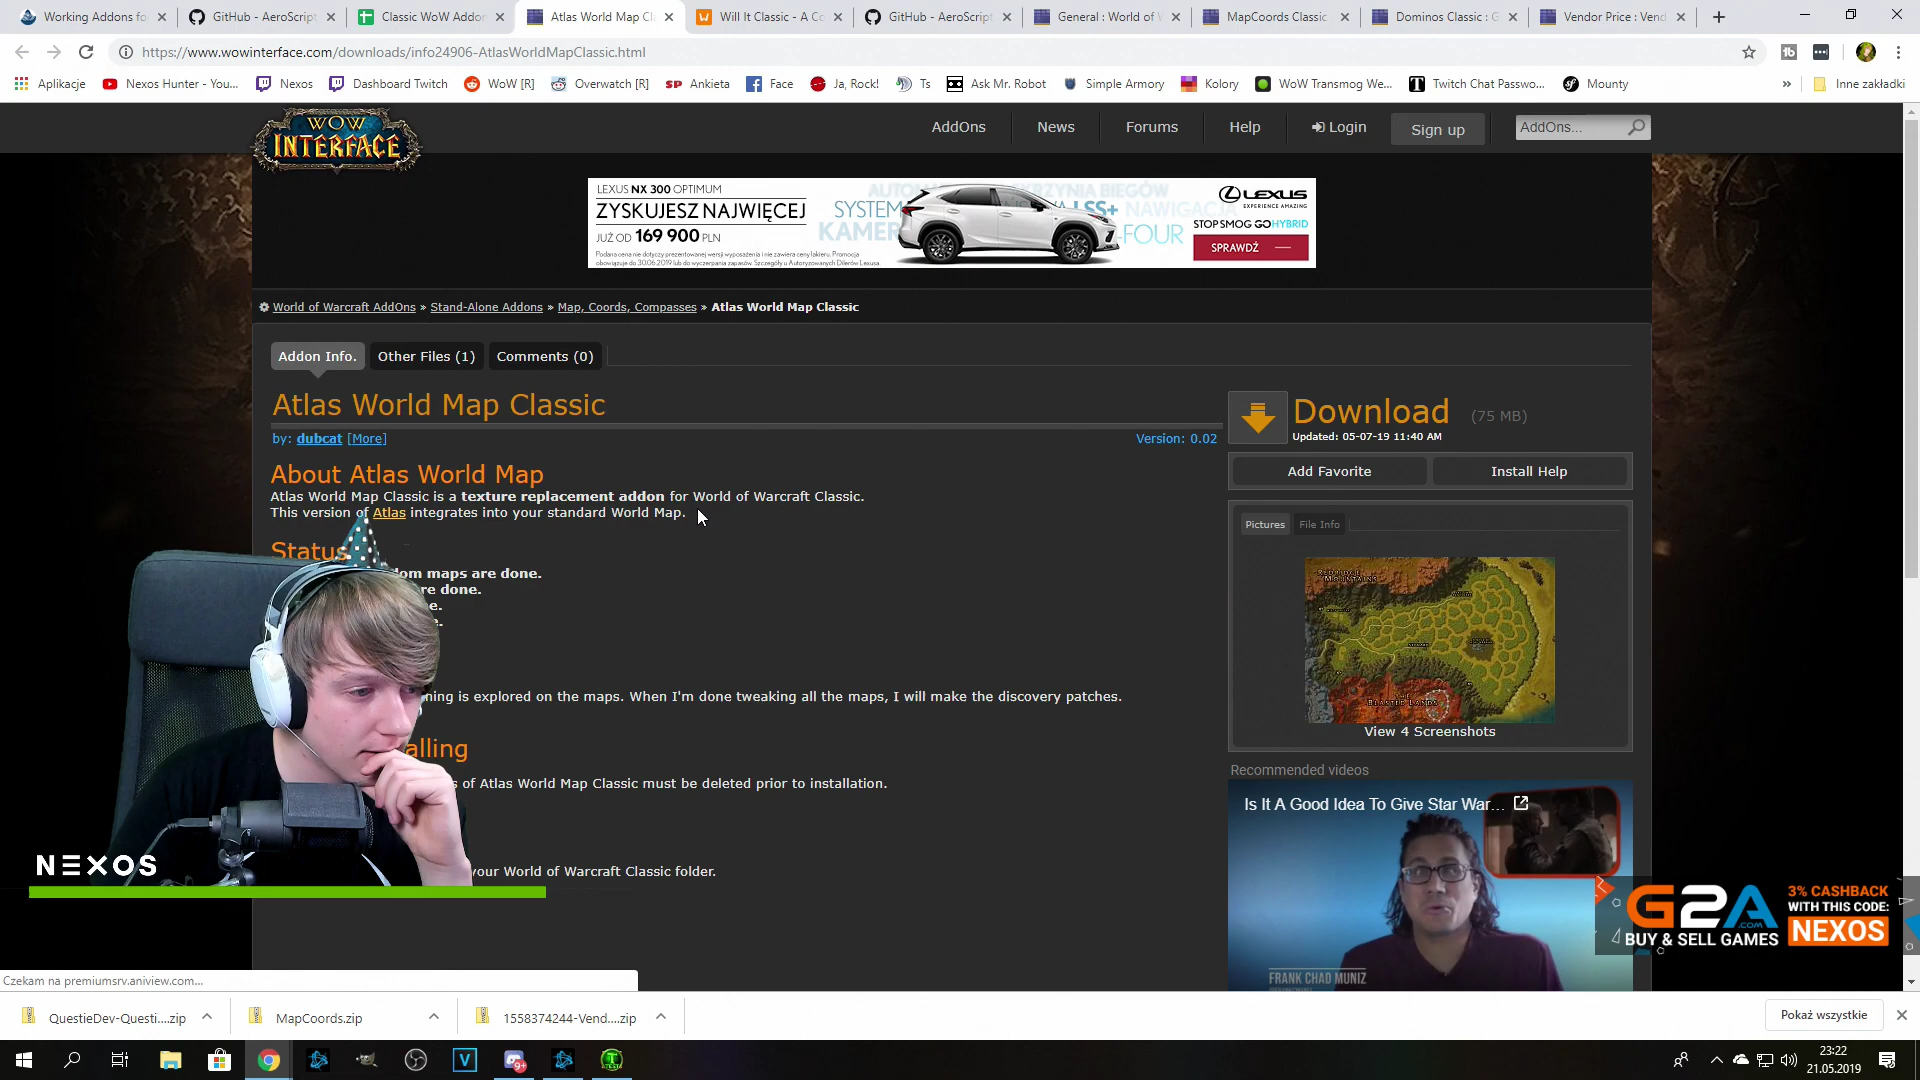 Working Addons fo
GitHub - AeroScript
Classic WoW Addon
Atlas World Map Cl
Will It Classic - A Co
GitHub - AeroScript
General : World of W
MapCoords Classic
Dominos Classic : G
Vendor Price : Vend
https://www.wowinterface.com/downloads/info24906-AtlasWorldMapClassic.html
Aplikacje
Nexos Hunter - You...
Nexos
Dashboard Twitch
WoW [R]
Overwatch [R]
Ankieta
Face
Ja, Rock!
Ts
Ask Mr. Robot
Simple Armory
Kolory
WoW Transmog We...
Twitch Chat Passwo...
Mounty
»
Inne zakładki
WOW
INTERFACE
AddOns
News
Forums
Help
Login
Sign up
AddOns...
LEXUS NX 300 OPTIMUM
ZYSKUJESZ NAJWIĘCEJ
JUŻ OD 169 900 PLN
LEXUS
EXPERIENCE AMAZING
STOP SMOG GO HYBRID
SPRAWDŹ
World of Warcraft AddOns » Stand-Alone Addons » Map, Coords, Compasses » Atlas World Map Classic
Addon Info.
Other Files (1)
Comments (0)
Atlas World Map Classic
by: dubcat [More]
Version: 0.02
Download (75 MB)
Updated: 05-07-19 11:40 AM
Add Favorite
Install Help
About Atlas World Map
Atlas World Map Classic is a texture replacement addon for World of Warcraft Classic.
This version of Atlas integrates into your standard World Map.
Status
dom maps are done.
re done.
e.
e.
ning is explored on the maps. When I'm done tweaking all the maps, I will make the discovery patches.
alling
s of Atlas World Map Classic must be deleted prior to installation.
your World of Warcraft Classic folder.
Pictures
File Info
REDRIDGE
MOUNTAINS
BLASTED LANDS
View 4 Screenshots
Recommended videos
Is It A Good Idea To Give Star War...
FRANK CHAD MUNIZ
NEXOS
G2A.COM
BUY & SELL GAMES
3% CASHBACK
WITH THIS CODE:
NEXOS
Czekam na premiumsrv.aniview.com...
QuestieDev-Questi....zip
MapCoords.zip
1558374244-Vend....zip
Pokaż wszystkie
23:22
21.05.2019